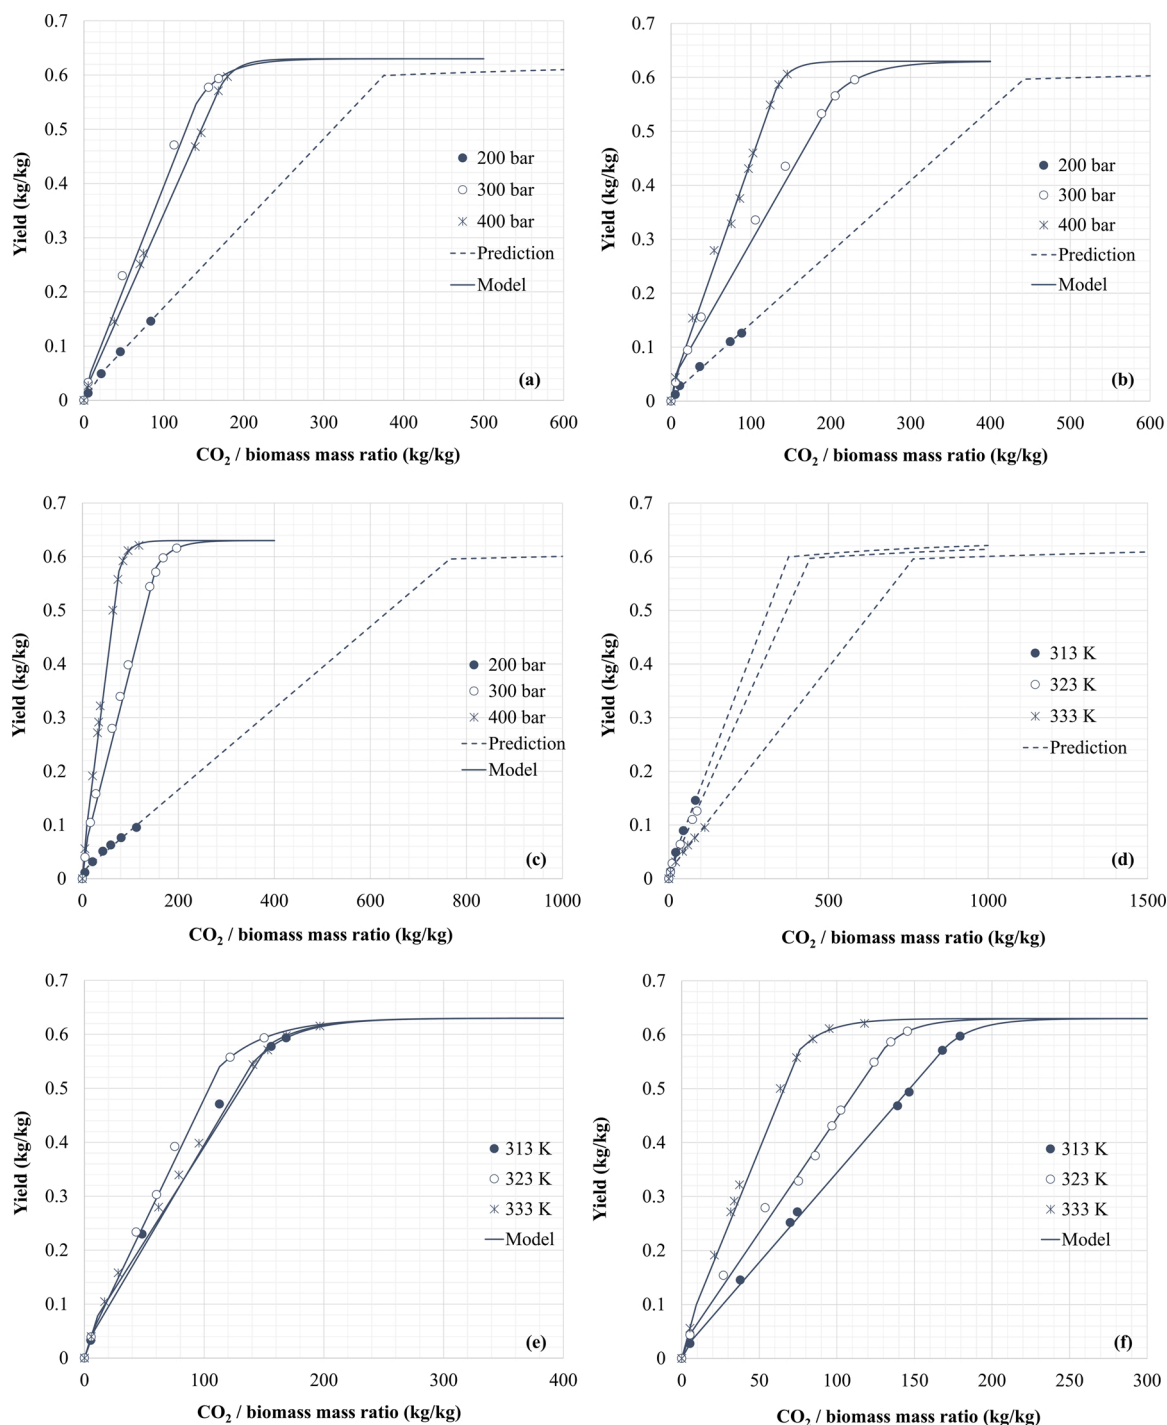 0.7
0.6
0.5
0.4
0.3
0.2
0.1
0
Yield (kg/kg)
200 bar
300 bar
400 bar
Prediction
Model
(a)
0 100 200 300 400 500 600
CO2 / biomass mass ratio (kg/kg)
0.7
0.6
0.5
0.4
0.3
0.2
0.1
0
Yield (kg/kg)
200 bar
300 bar
400 bar
Prediction
Model
(b)
0 100 200 300 400 500 600
CO2 / biomass mass ratio (kg/kg)
0.7
0.6
0.5
0.4
0.3
0.2
0.1
0
Yield (kg/kg)
200 bar
300 bar
400 bar
Prediction
Model
(c)
0 200 400 600 800 1000
CO2 / biomass mass ratio (kg/kg)
0.7
0.6
0.5
0.4
0.3
0.2
0.1
0
Yield (kg/kg)
313 K
323 K
333 K
Prediction
(d)
0 500 1000 1500
CO2 / biomass mass ratio (kg/kg)
0.7
0.6
0.5
0.4
0.3
0.2
0.1
0
Yield (kg/kg)
313 K
323 K
333 K
Model
(e)
0 100 200 300 400
CO2 / biomass mass ratio (kg/kg)
0.7
0.6
0.5
0.4
0.3
0.2
0.1
0
Yield (kg/kg)
313 K
323 K
333 K
Model
(f)
0 50 100 150 200 250 300
CO2 / biomass mass ratio (kg/kg)